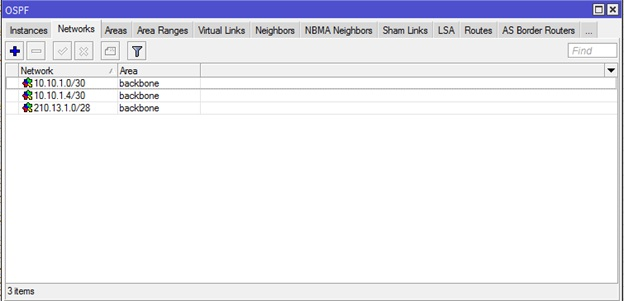 OSPF
Instances Networks Areas Area Ranges Virtual Links Neighbors NBMA Neighbors Sham Links LSA Routes AS Border Routers ...
Find
Network Area
10.10.1.0/30 backbone
10.10.1.4/30 backbone
210.13.1.0/28 backbone
3 items